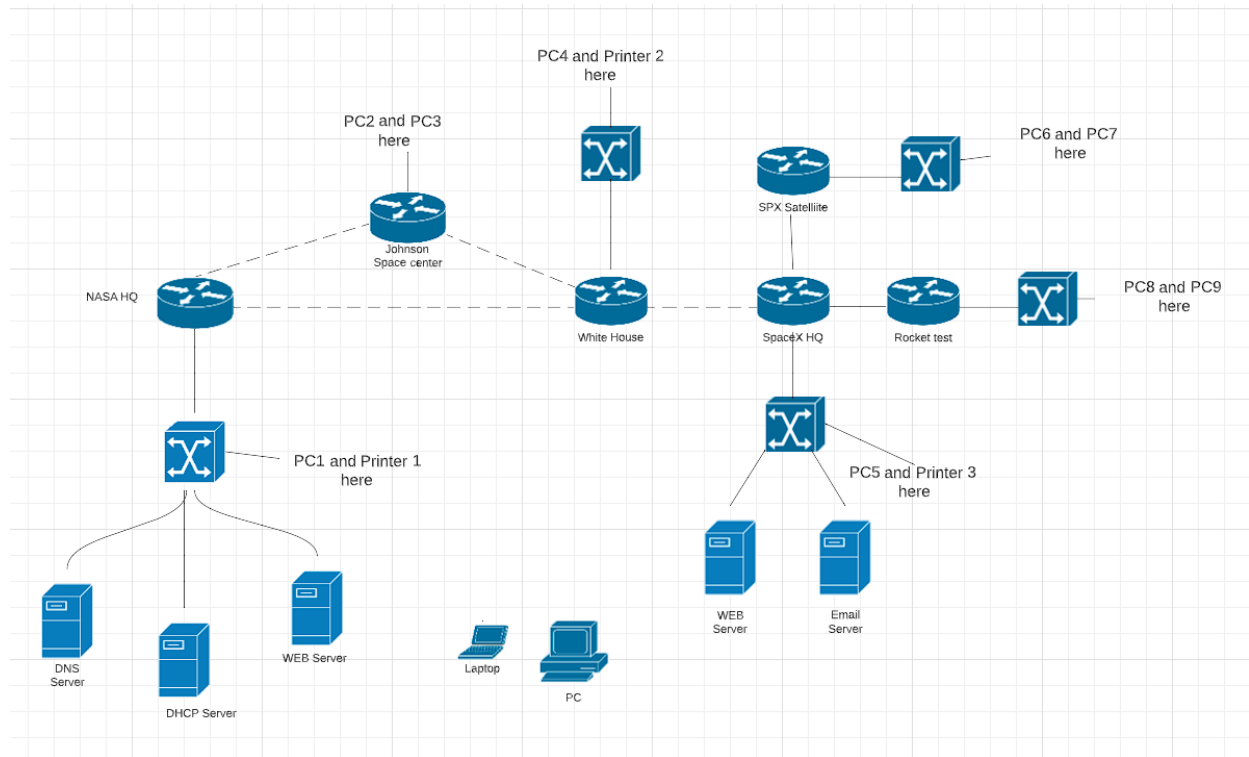 PC4 and Printer 2
here
PC2 and PC3
here
PC6 and PC7
here
SPX Satelliite
Johnson
Space center
NASA HQ
PC8 and PC9
here
White House
SpaceX HQ
Rocket test
PC1 and Printer 1
here
PC5 and Printer 3
here
WEB
Server
Email
Server
DNS
Server
WEB Server
DHCP Server
Laptop
PC